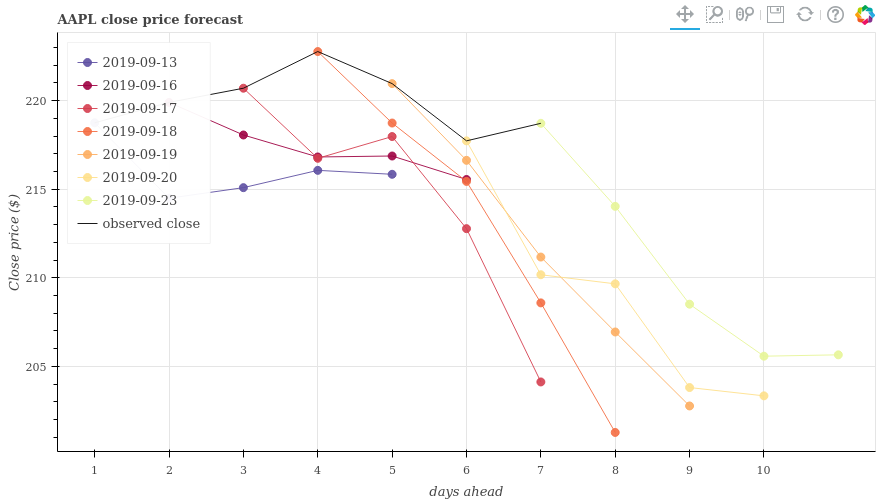 AAPL close price forecast
2019-09-13
2019-09-16
2019-09-17
2019-09-18
2019-09-19
2019-09-20
2019-09-23
observed close
Close price ($)
220
215
210
205
1 2 3 4 5 6 7 8 9 10
days ahead